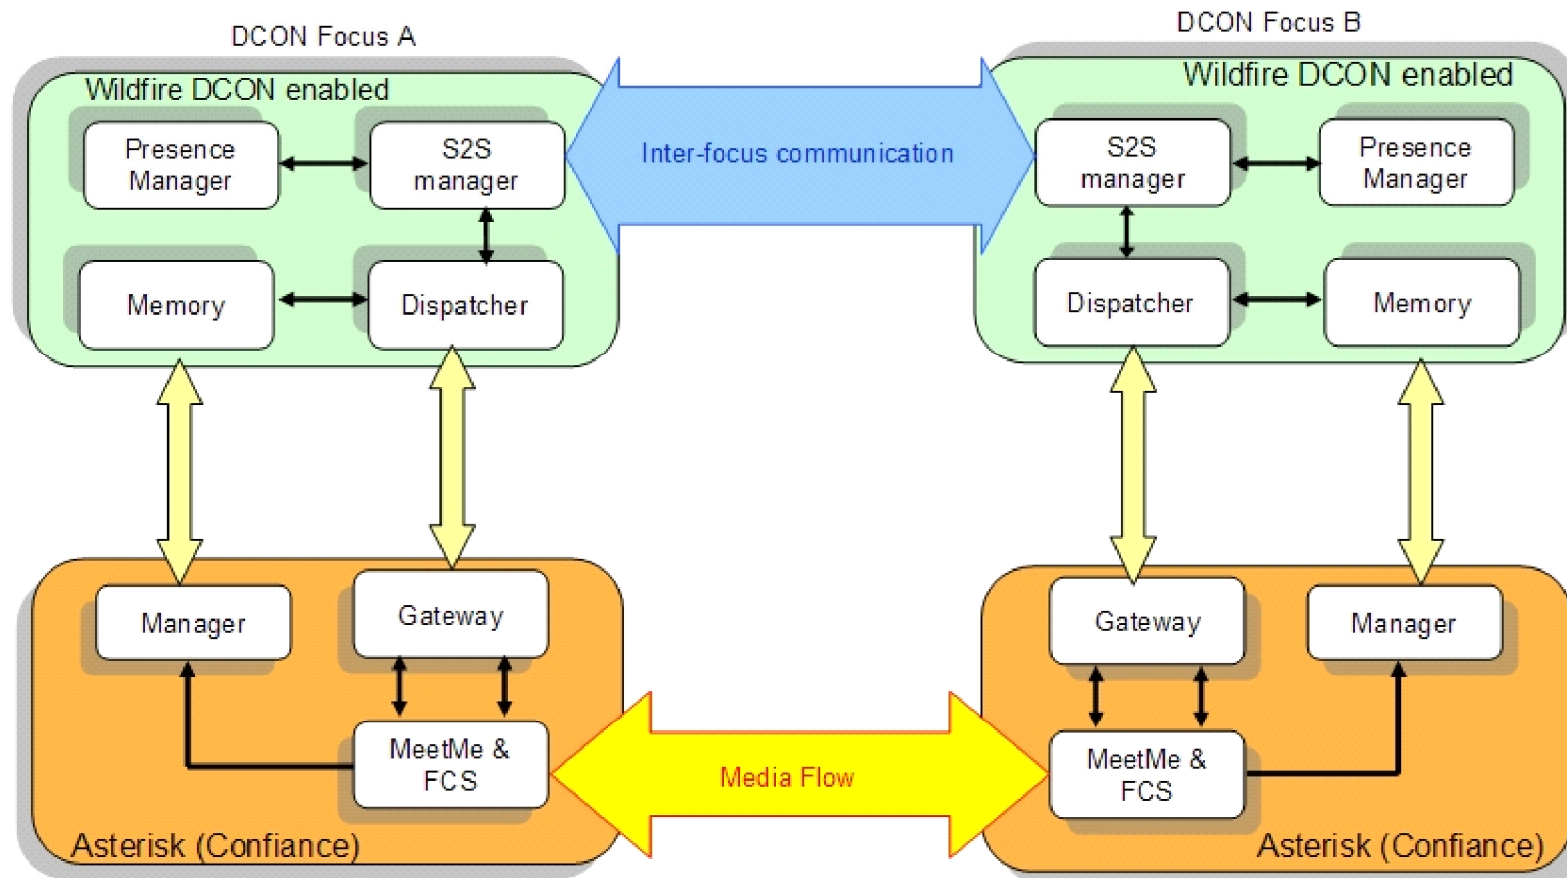 DCON Focus A
Wildfire DCON enabled
Presence
Manager
S2S
manager
Memory
Dispatcher
Inter-focus communication
DCON Focus B
Wildfire DCON enabled
S2S
manager
Presence
Manager
Dispatcher
Memory
Manager
Gateway
MeetMe &
FCS
Asterisk (Confiance)
Media Flow
Gateway
Manager
MeetMe &
FCS
Asterisk (Confiance)